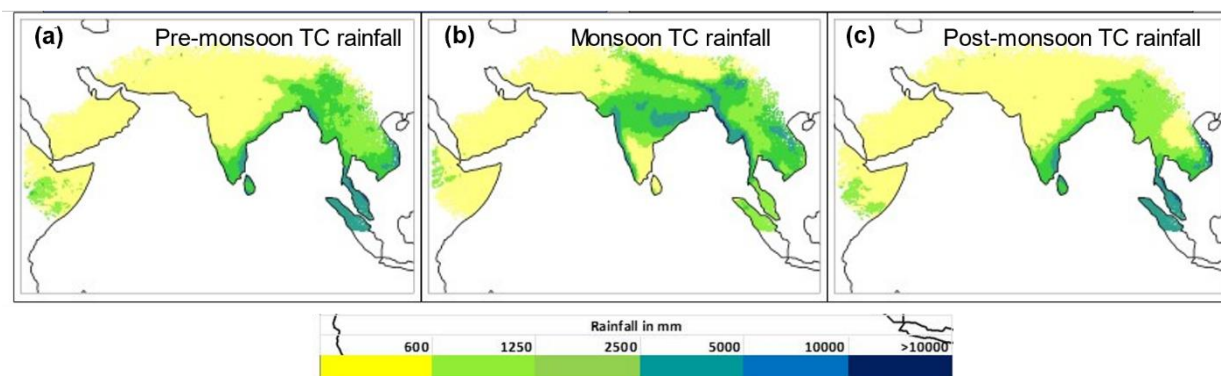 (a) Pre-monsoon TC rainfall
(b) Monsoon TC rainfall
(c) Post-monsoon TC rainfall
Rainfall in mm
600 1250 2500 5000 10000 >10000